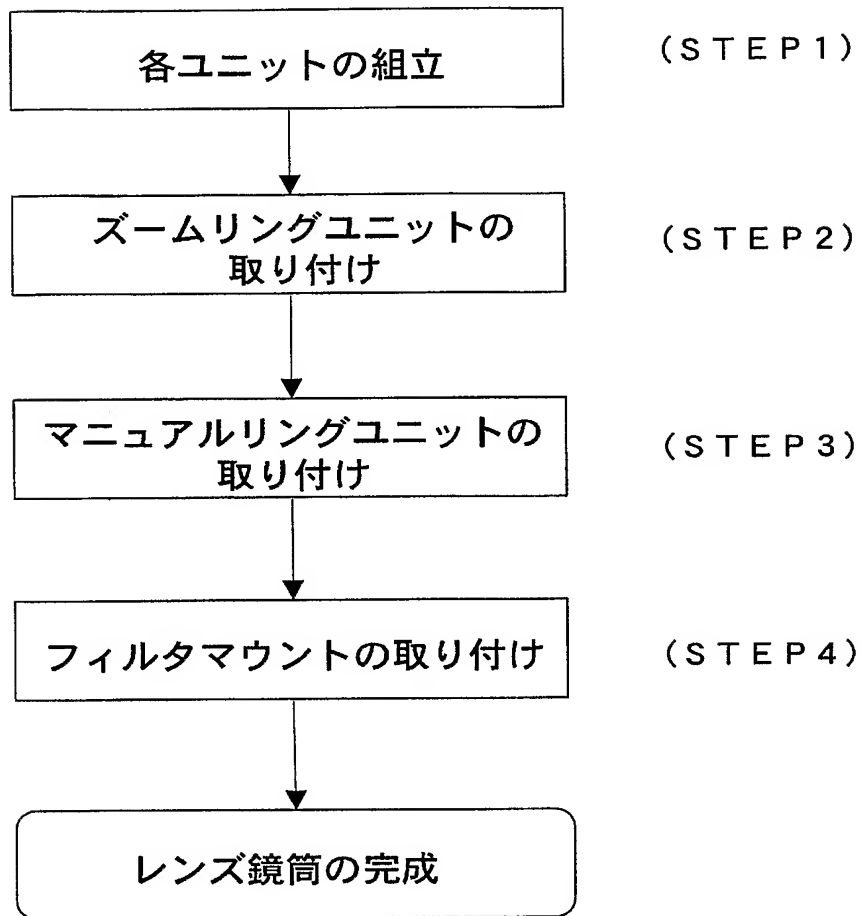 各ユニットの組立
(STEP1)
ズームリングユニットの
取り付け
(STEP2)
マニュアルリングユニットの
取り付け
(STEP3)
フィルタマウントの取り付け
(STEP4)
レンズ鏡筒の完成